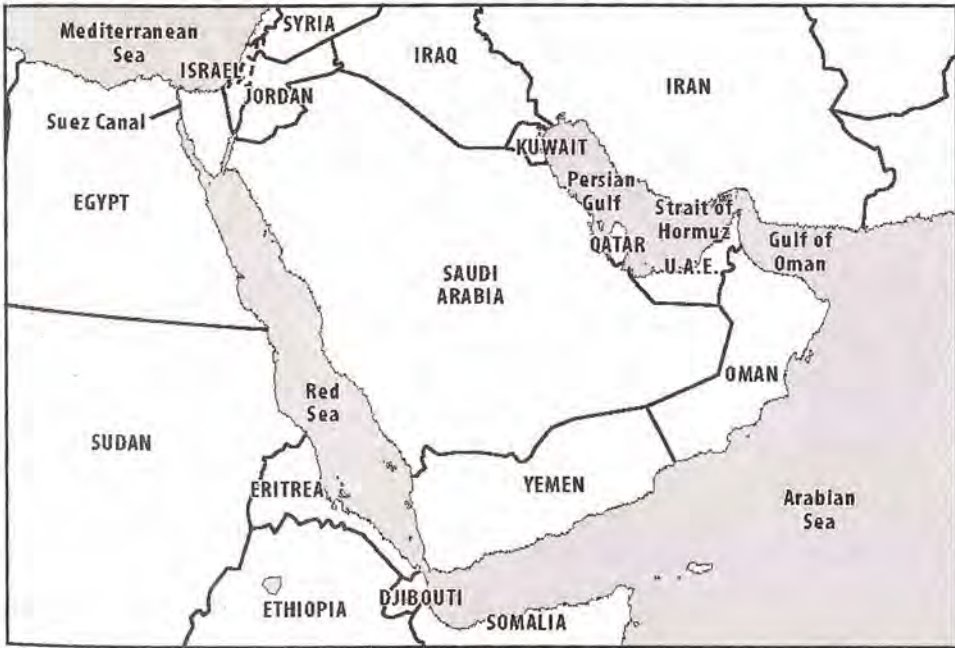 Mediterranean
Sea
SYRIA
ISRAEL
IRAQ
JORDAN
IRAN
Suez Canal
KUWAIT
Persian
Gulf
EGYPT
Strait of
Hormuz
QATAR
Gulf of
Oman
U.A.E.
SAUDI
ARABIA
OMAN
Red
Sea
SUDAN
ERITREA
YEMEN
Arabian
Sea
DJIBOUTI
ETHIOPIA
SOMALIA